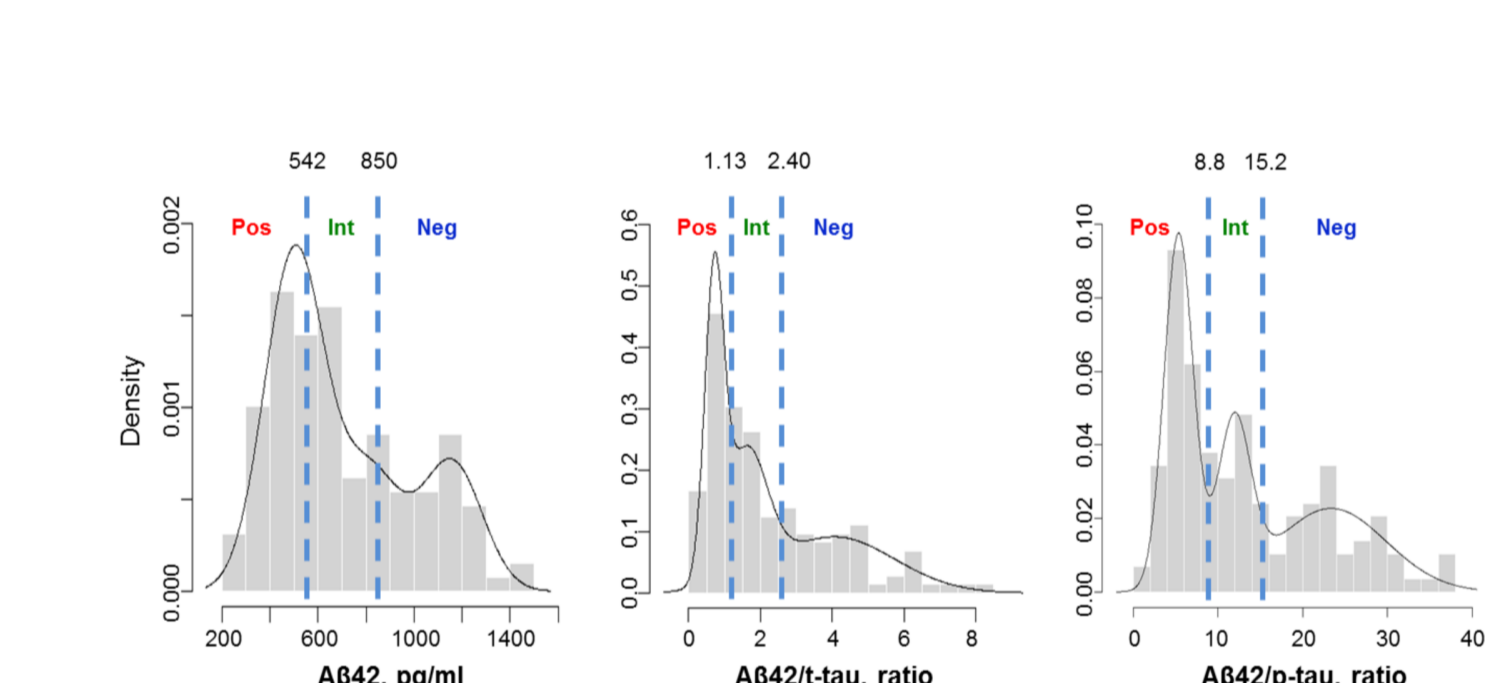 542 850
Pos Int Neg
Density
0.000 0.001 0.002
200 600 1000 1400
Aβ42, pg/ml
1.13 2.40
Pos Int Neg
0.0 0.1 0.2 0.3 0.4 0.5 0.6
0 2 4 6 8
Aβ42/t-tau, ratio
8.8 15.2
Pos Int Neg
0.00 0.02 0.04 0.06 0.08 0.10
0 10 20 30 40
Aβ42/p-tau, ratio